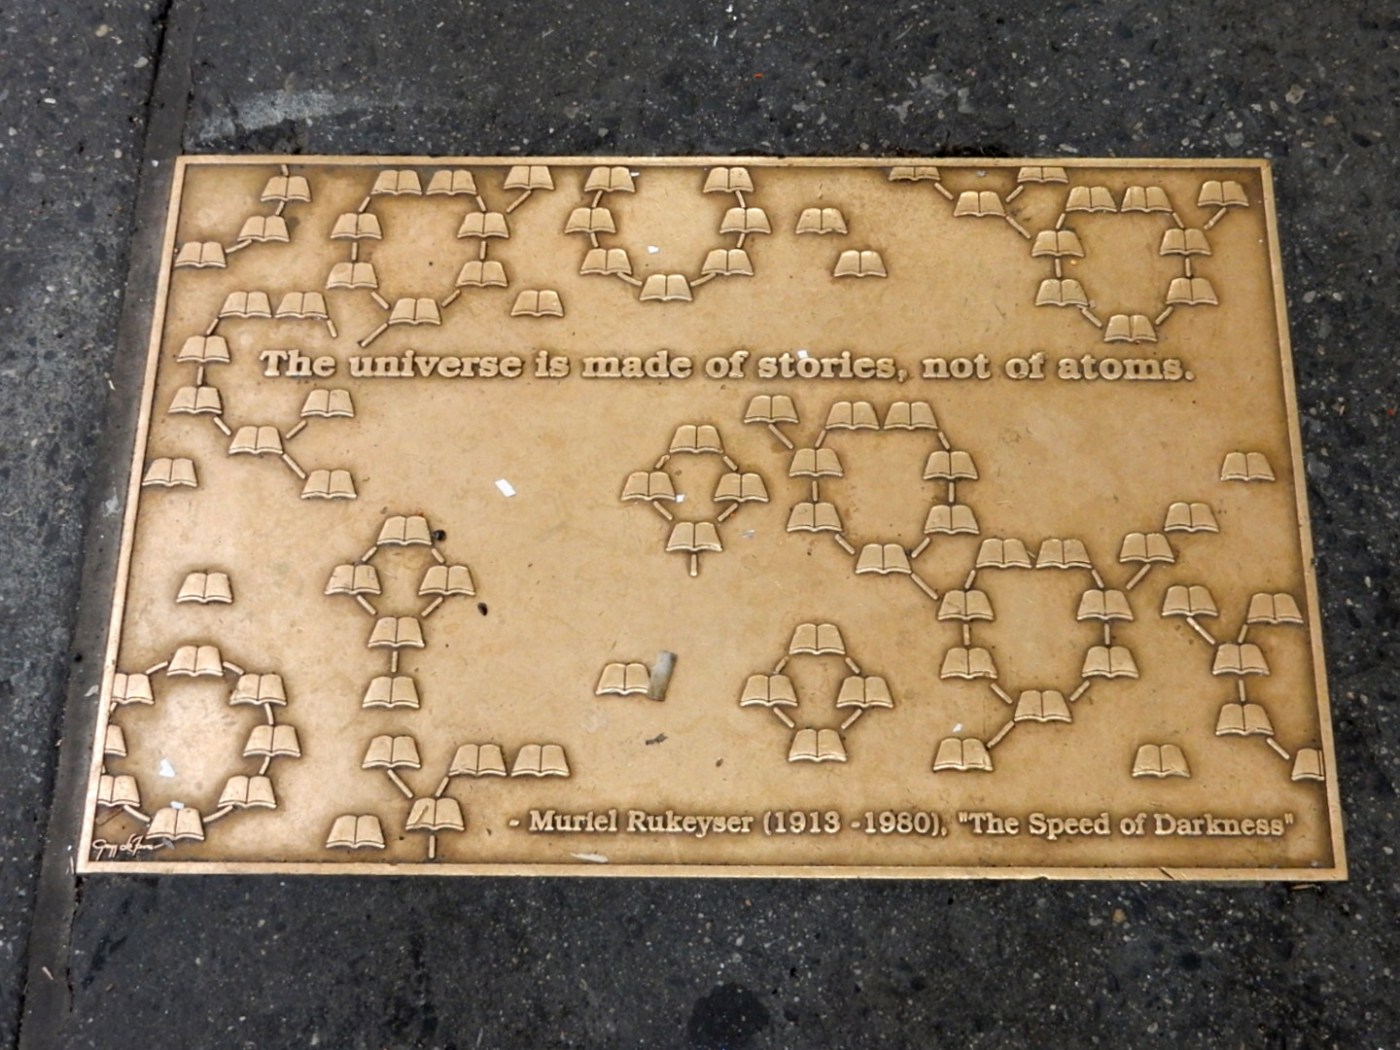 The universe is made of stories, not of atoms.
- Muriel Rukeyser (1913 -1980), "The Speed of Darkness"